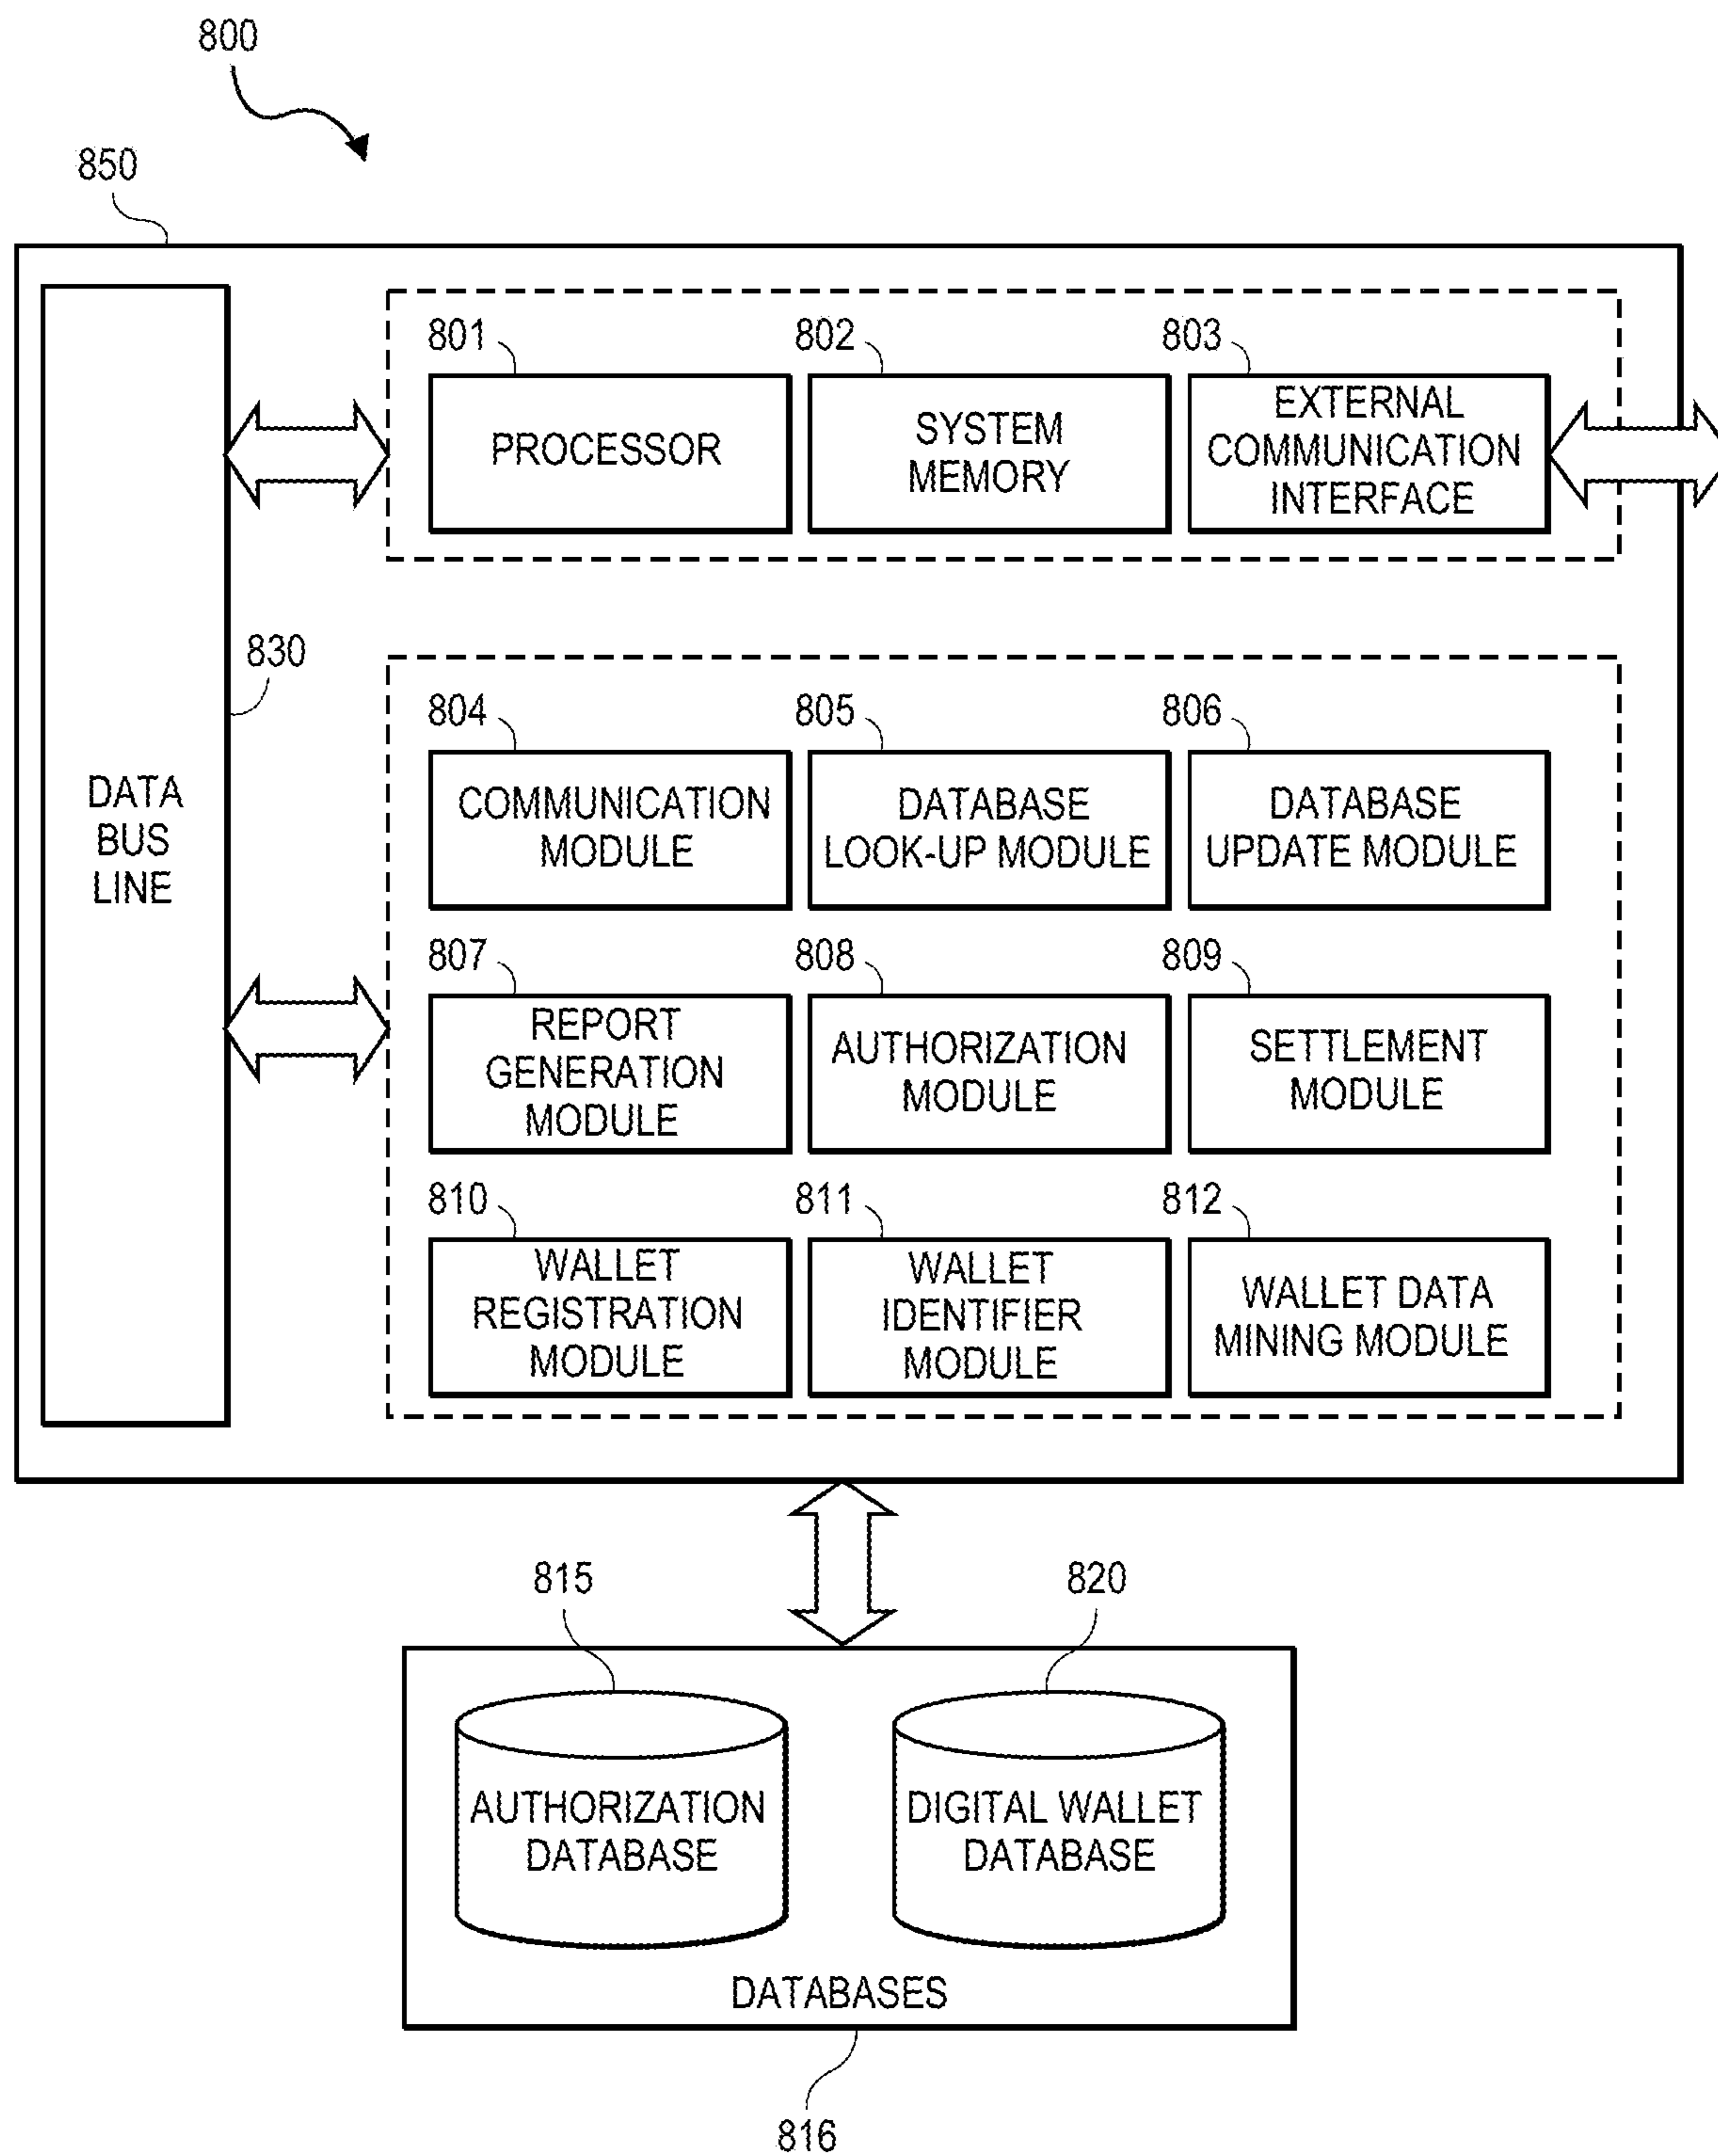 800
850
801
PROCESSOR
802
SYSTEM
MEMORY
803
EXTERNAL
COMMUNICATION
INTERFACE
830
DATA
BUS
LINE
804
COMMUNICATION
MODULE
805
DATABASE
LOOK-UP MODULE
806
DATABASE
UPDATE MODULE
807
REPORT
GENERATION
MODULE
808
AUTHORIZATION
MODULE
809
SETTLEMENT
MODULE
810
WALLET
REGISTRATION
MODULE
811
WALLET
IDENTIFIER
MODULE
812
WALLET DATA
MINING MODULE
815
AUTHORIZATION
DATABASE
820
DIGITAL WALLET
DATABASE
DATABASES
816